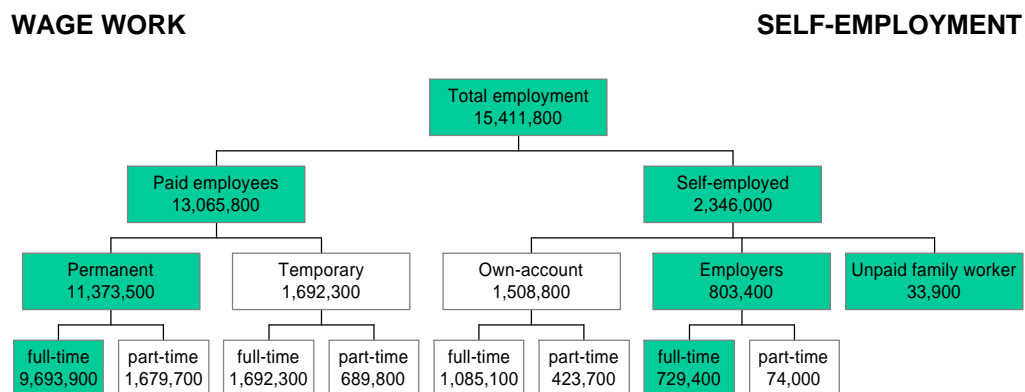 WAGE WORK
SELF-EMPLOYMENT
Total employment
15,411,800
Paid employees
13,065,800
Self-employed
2,346,000
Permanent
11,373,500
Temporary
1,692,300
Own-account
1,508,800
Employers
803,400
Unpaid family worker
33,900
full-time
9,693,900
part-time
1,679,700
full-time
1,692,300
part-time
689,800
full-time
1,085,100
part-time
423,700
full-time
729,400
part-time
74,000